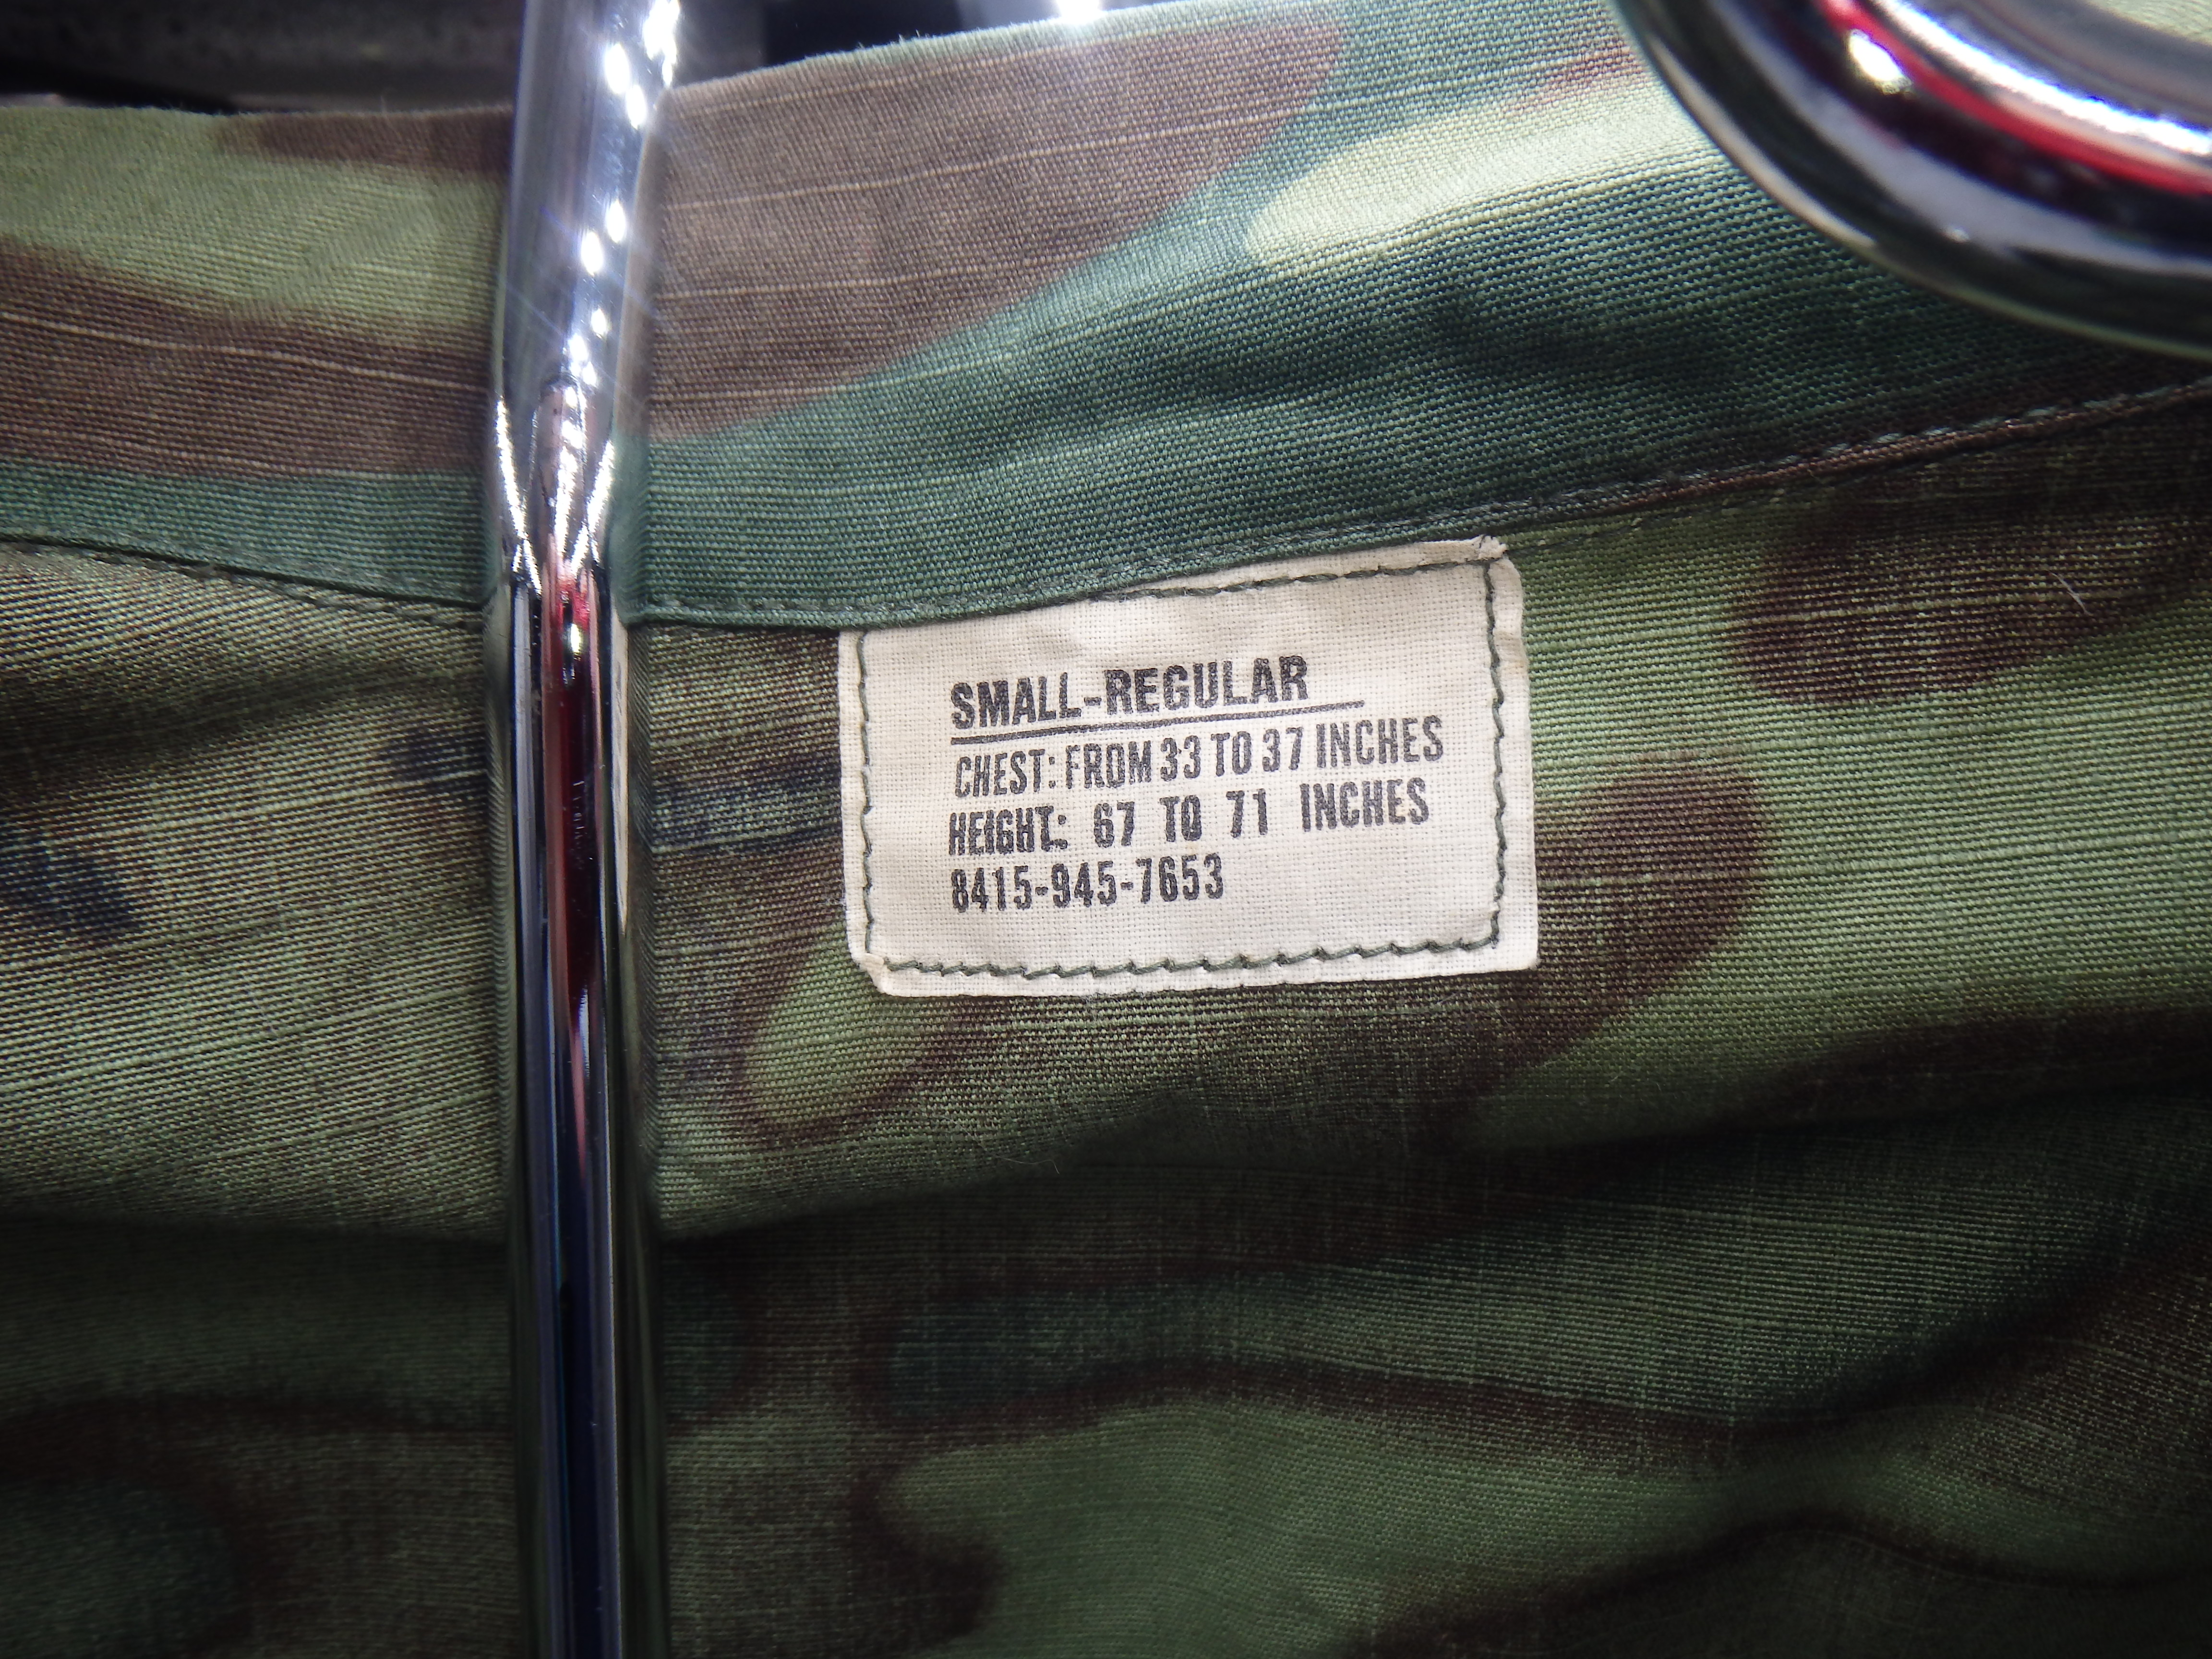 SMALL-REGULAR
CHEST: FROM 33 TO 37 INCHES
HEIGHT: 67 TO 71 INCHES
8415-945-7653